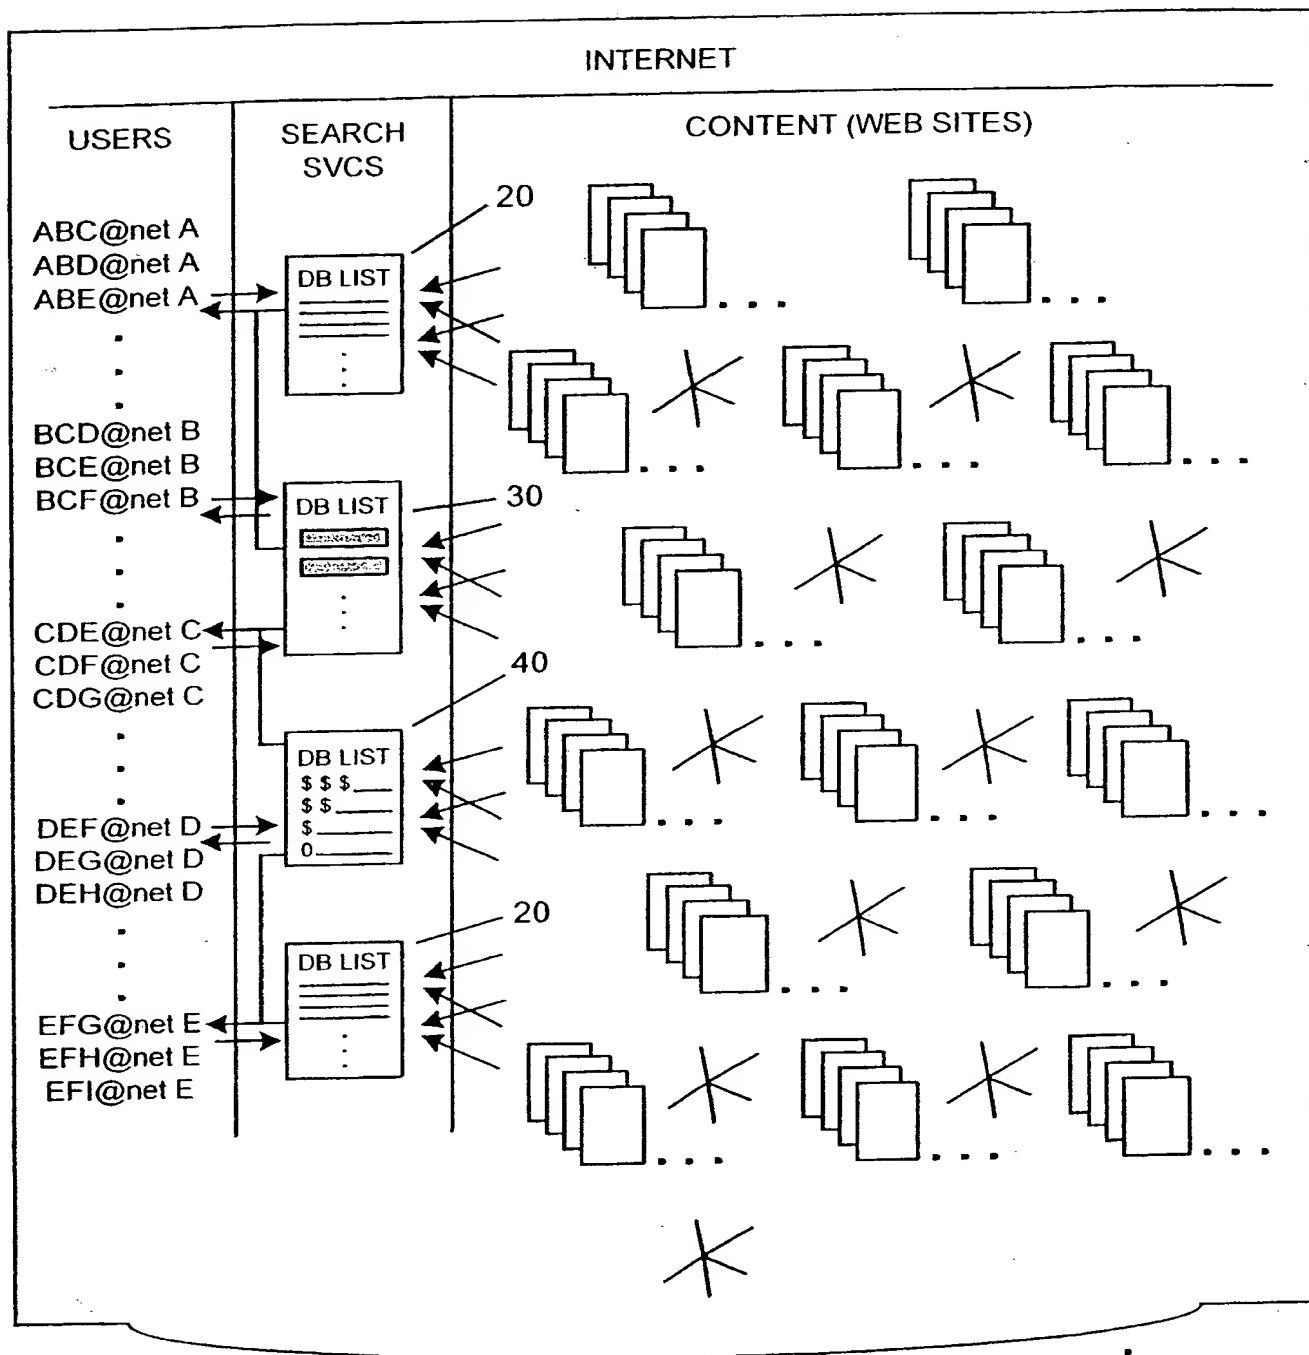 INTERNET
USERS
SEARCH
SVCS
CONTENT (WEB SITES)
ABC@net A
ABD@net A
ABE@net A
BCD@net B
BCE@net B
BCF@net B
CDE@net C
CDF@net C
CDG@net C
DEF@net D
DEG@net D
DEH@net D
EFG@net E
EFH@net E
EFI@net E
20
DB LIST
30
DB LIST
40
DB LIST
$ $ $
$ $
$
0
20
DB LIST